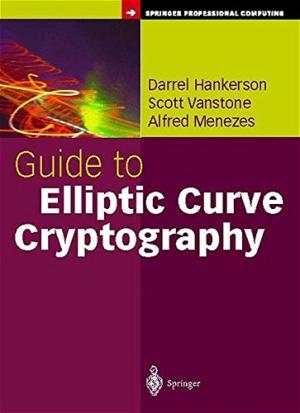 SPRINGER PROFESSIONAL COMPUTING
Darrel Hankerson
Scott Vanstone
Alfred Menezes
Guide to
Elliptic Curve
Cryptography
Springer